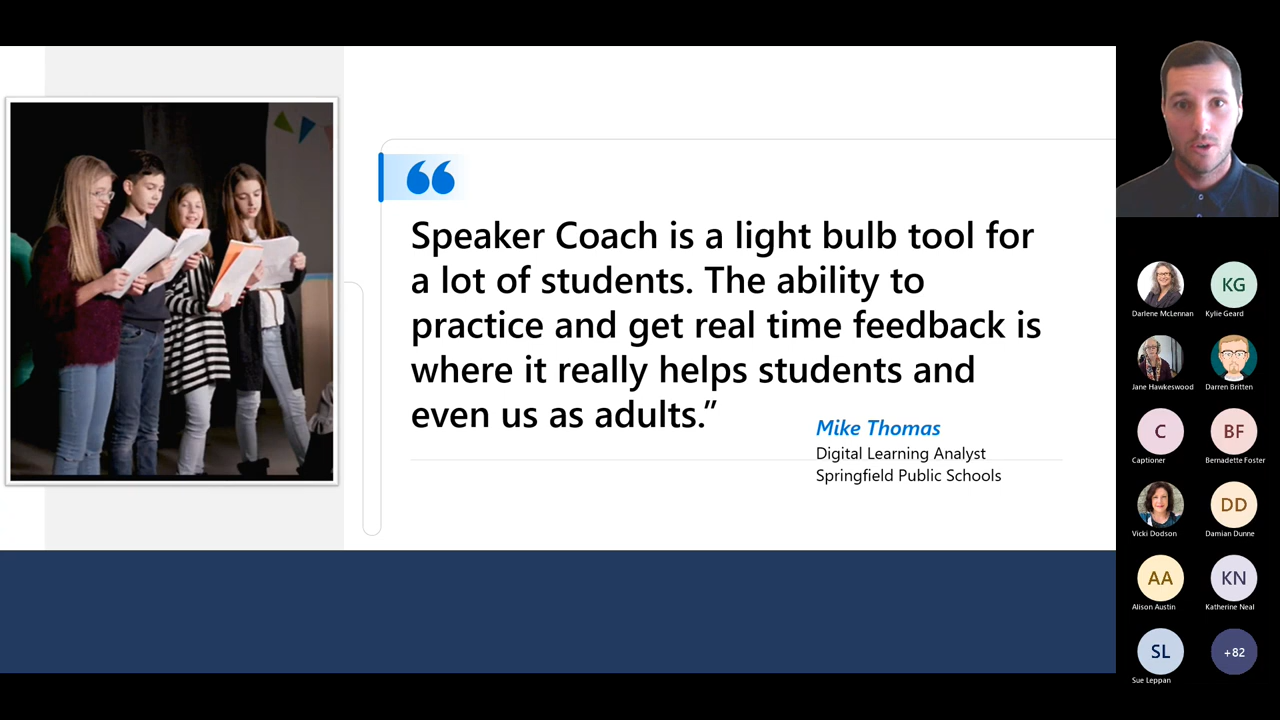 “
Speaker Coach is a light bulb tool for
a lot of students. The ability to
practice and get real time feedback is
where it really helps students and
even us as adults.”
Mike Thomas
Digital Learning Analyst
Springfield Public Schools
Darlene McLennan
KG
Kylie Geard
Jane Hawkeswood
Darren Britten
C
Captioner
BF
Bernadette Foster
Vicki Dodson
DD
Damian Dunne
AA
Alison Austin
KN
Katherine Neal
SL
Sue Leppan
+82